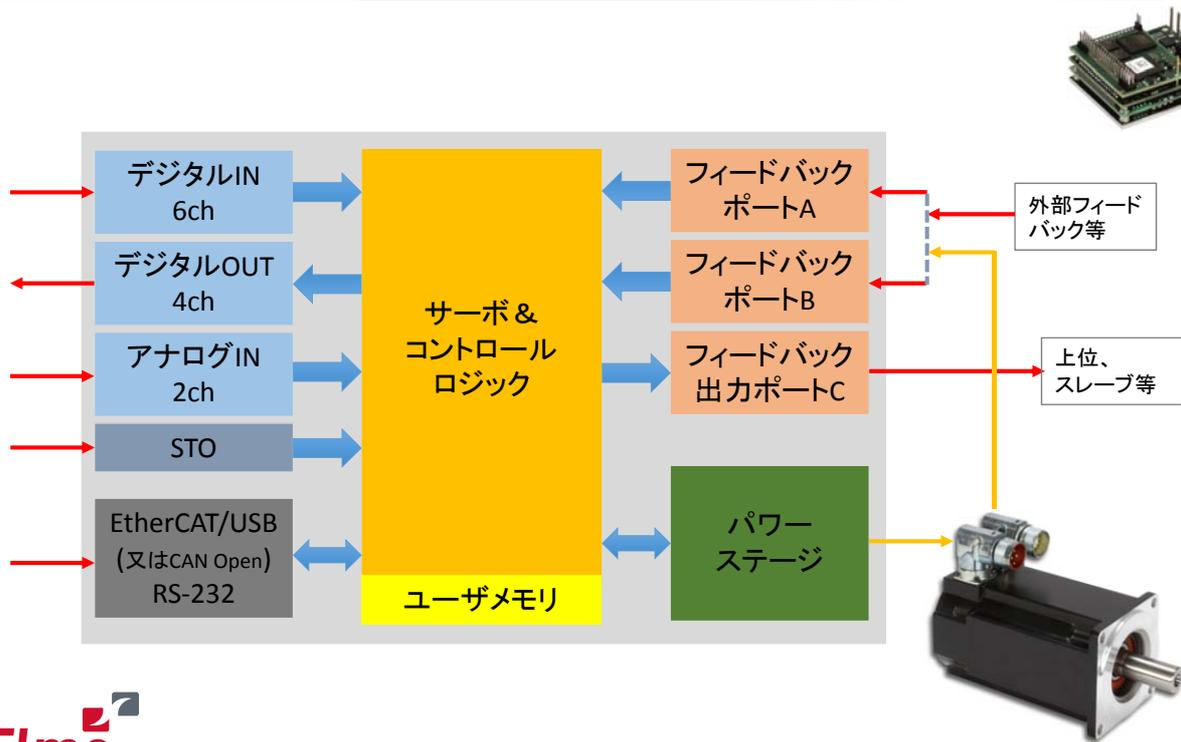 デジタルIN
6ch
デジタルOUT
4ch
アナログIN
2ch
STO
EtherCAT/USB
(又はCAN Open)
RS-232
サーボ＆
コントロール
ロジック
ユーザメモリ
フィードバック
ポートA
フィードバック
ポートB
フィードバック
出力ポートC
パワー
ステージ
外部フィード
バック等
上位、
スレーブ等